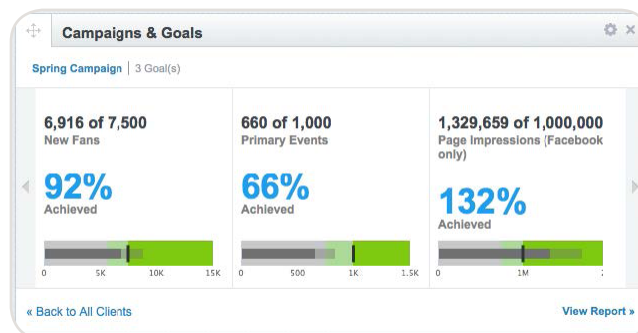 Campaigns & Goals
Spring Campaign | 3 Goal(s)
6,916 of 7,500
New Fans
92%
Achieved
0 5K 10K 15K
660 of 1,000
Primary Events
66%
Achieved
0 500 1K 1.5K
1,329,659 of 1,000,000
Page Impressions (Facebook
only)
132%
Achieved
0 1M
« Back to All Clients
View Report »